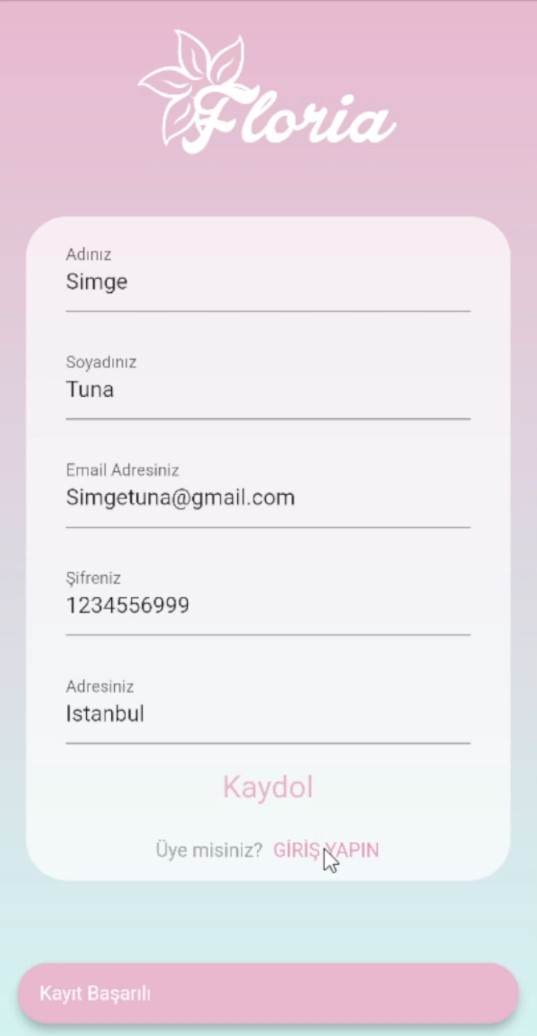 Floria
Adınız
Simge
Soyadınız
Tuna
Email Adresiniz
Simgetuna@gmail.com
Şifreniz
1234556999
Adresiniz
Istanbul
Kaydol
Üye misiniz? GİRİŞ YAPIN
Kayıt Başarılı